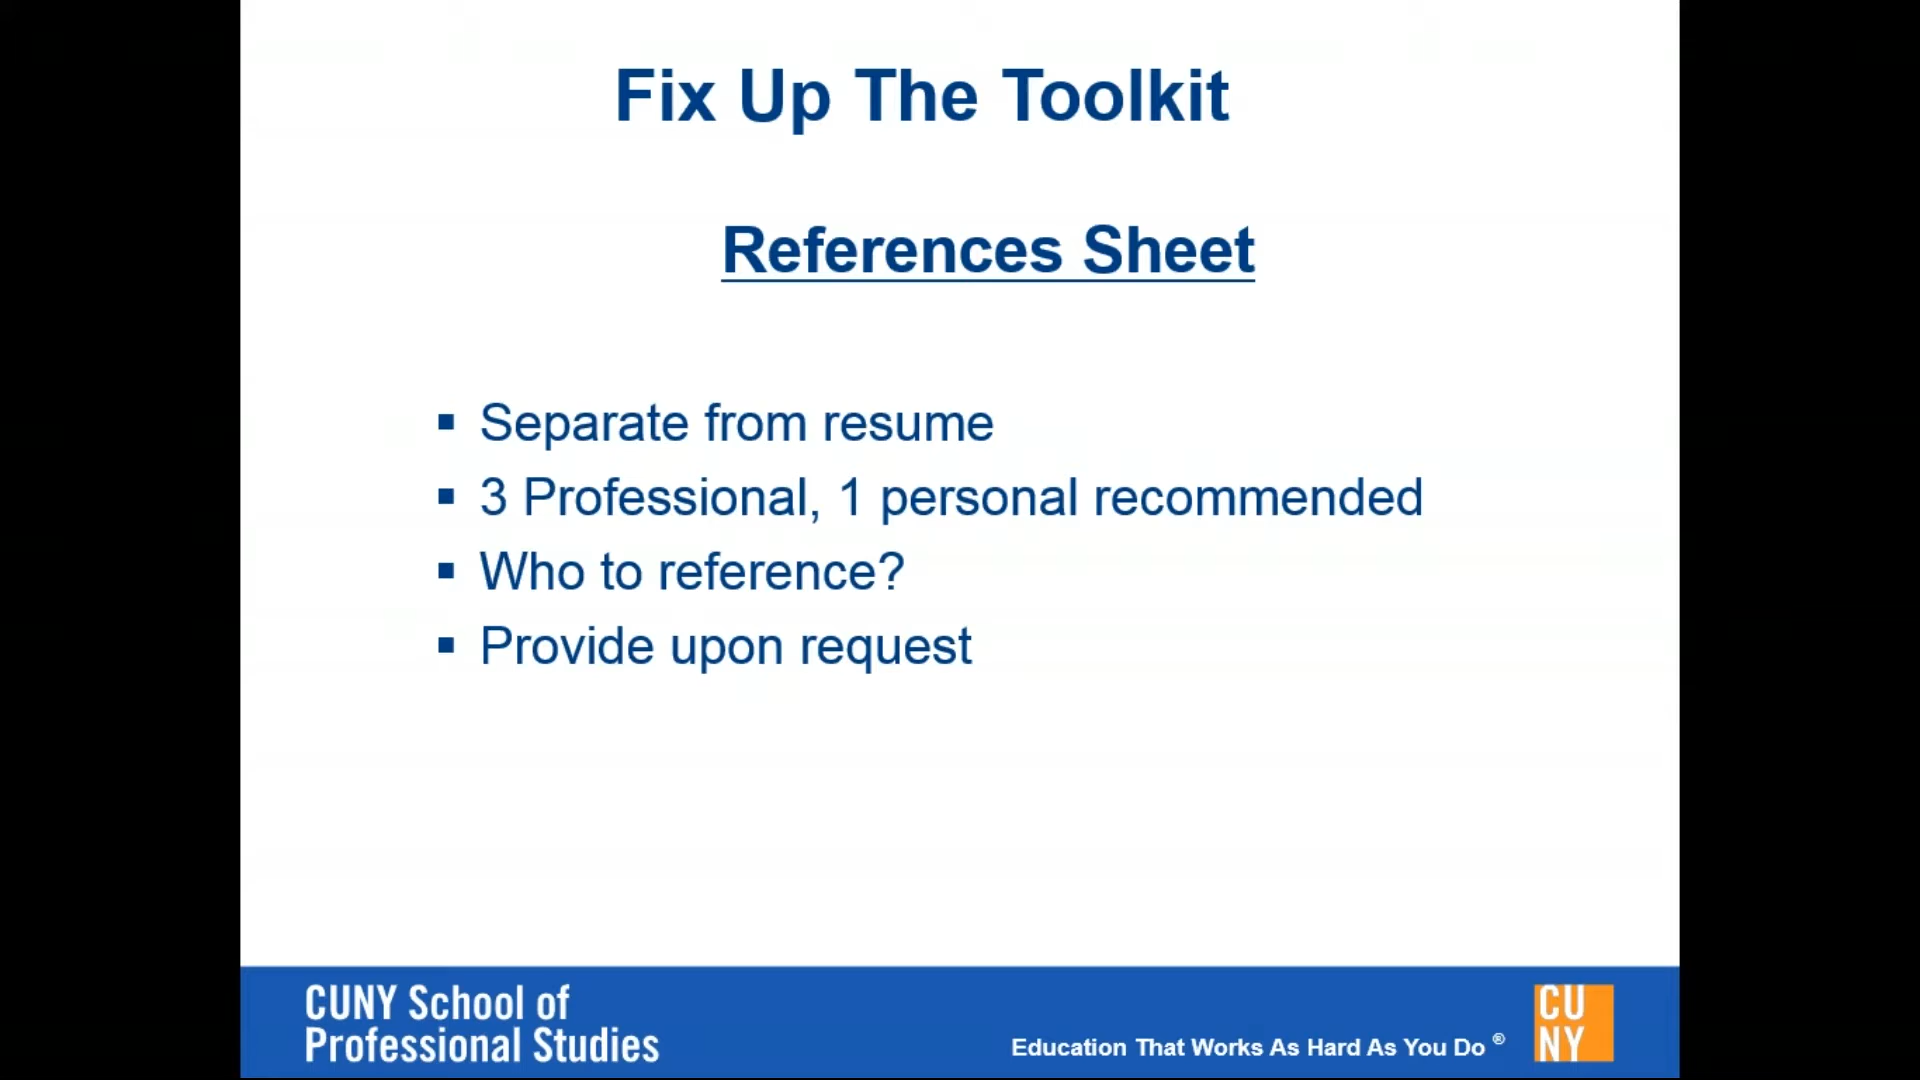 Fix Up The Toolkit
References Sheet
▪ Separate from resume
▪ 3 Professional, 1 personal recommended
▪ Who to reference?
▪ Provide upon request
CUNY School of
Professional Studies
Education That Works As Hard As You Do ®
CU
NY